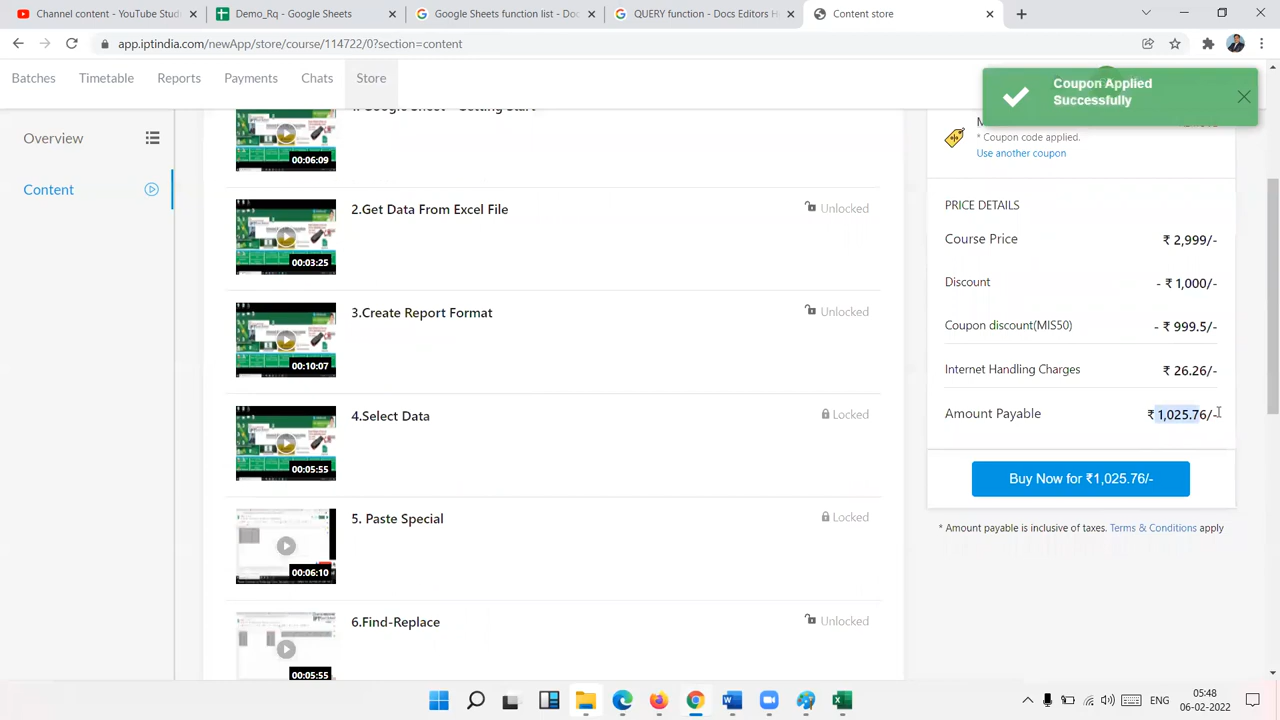 Channel content - YouTube Studi
Demo_Rq - Google Sheets
Google Sheets function list - Doc
QUERY function - Docs Editors H
Content store
app.iptindia.com/newApp/store/course/114722/0?section=content
Batches
Timetable
Reports
Payments
Chats
Store
Coupon Applied
Successfully
Content
00:06:09
2.Get Data From Excel File
Unlocked
00:03:25
3.Create Report Format
Unlocked
00:10:07
4.Select Data
Locked
00:05:55
5. Paste Special
Locked
00:06:10
6.Find-Replace
Unlocked
00:05:55
* Coupon code applied.
Use another coupon
PRICE DETAILS
Course Price
₹ 2,999/-
Discount
- ₹ 1,000/-
Coupon discount(MIS50)
- ₹ 999.5/-
Internet Handling Charges
₹ 26.26/-
Amount Payable
₹ 1,025.76/-
Buy Now for ₹1,025.76/-
* Amount payable is inclusive of taxes. Terms & Conditions apply
ENG
05:48
06-02-2022